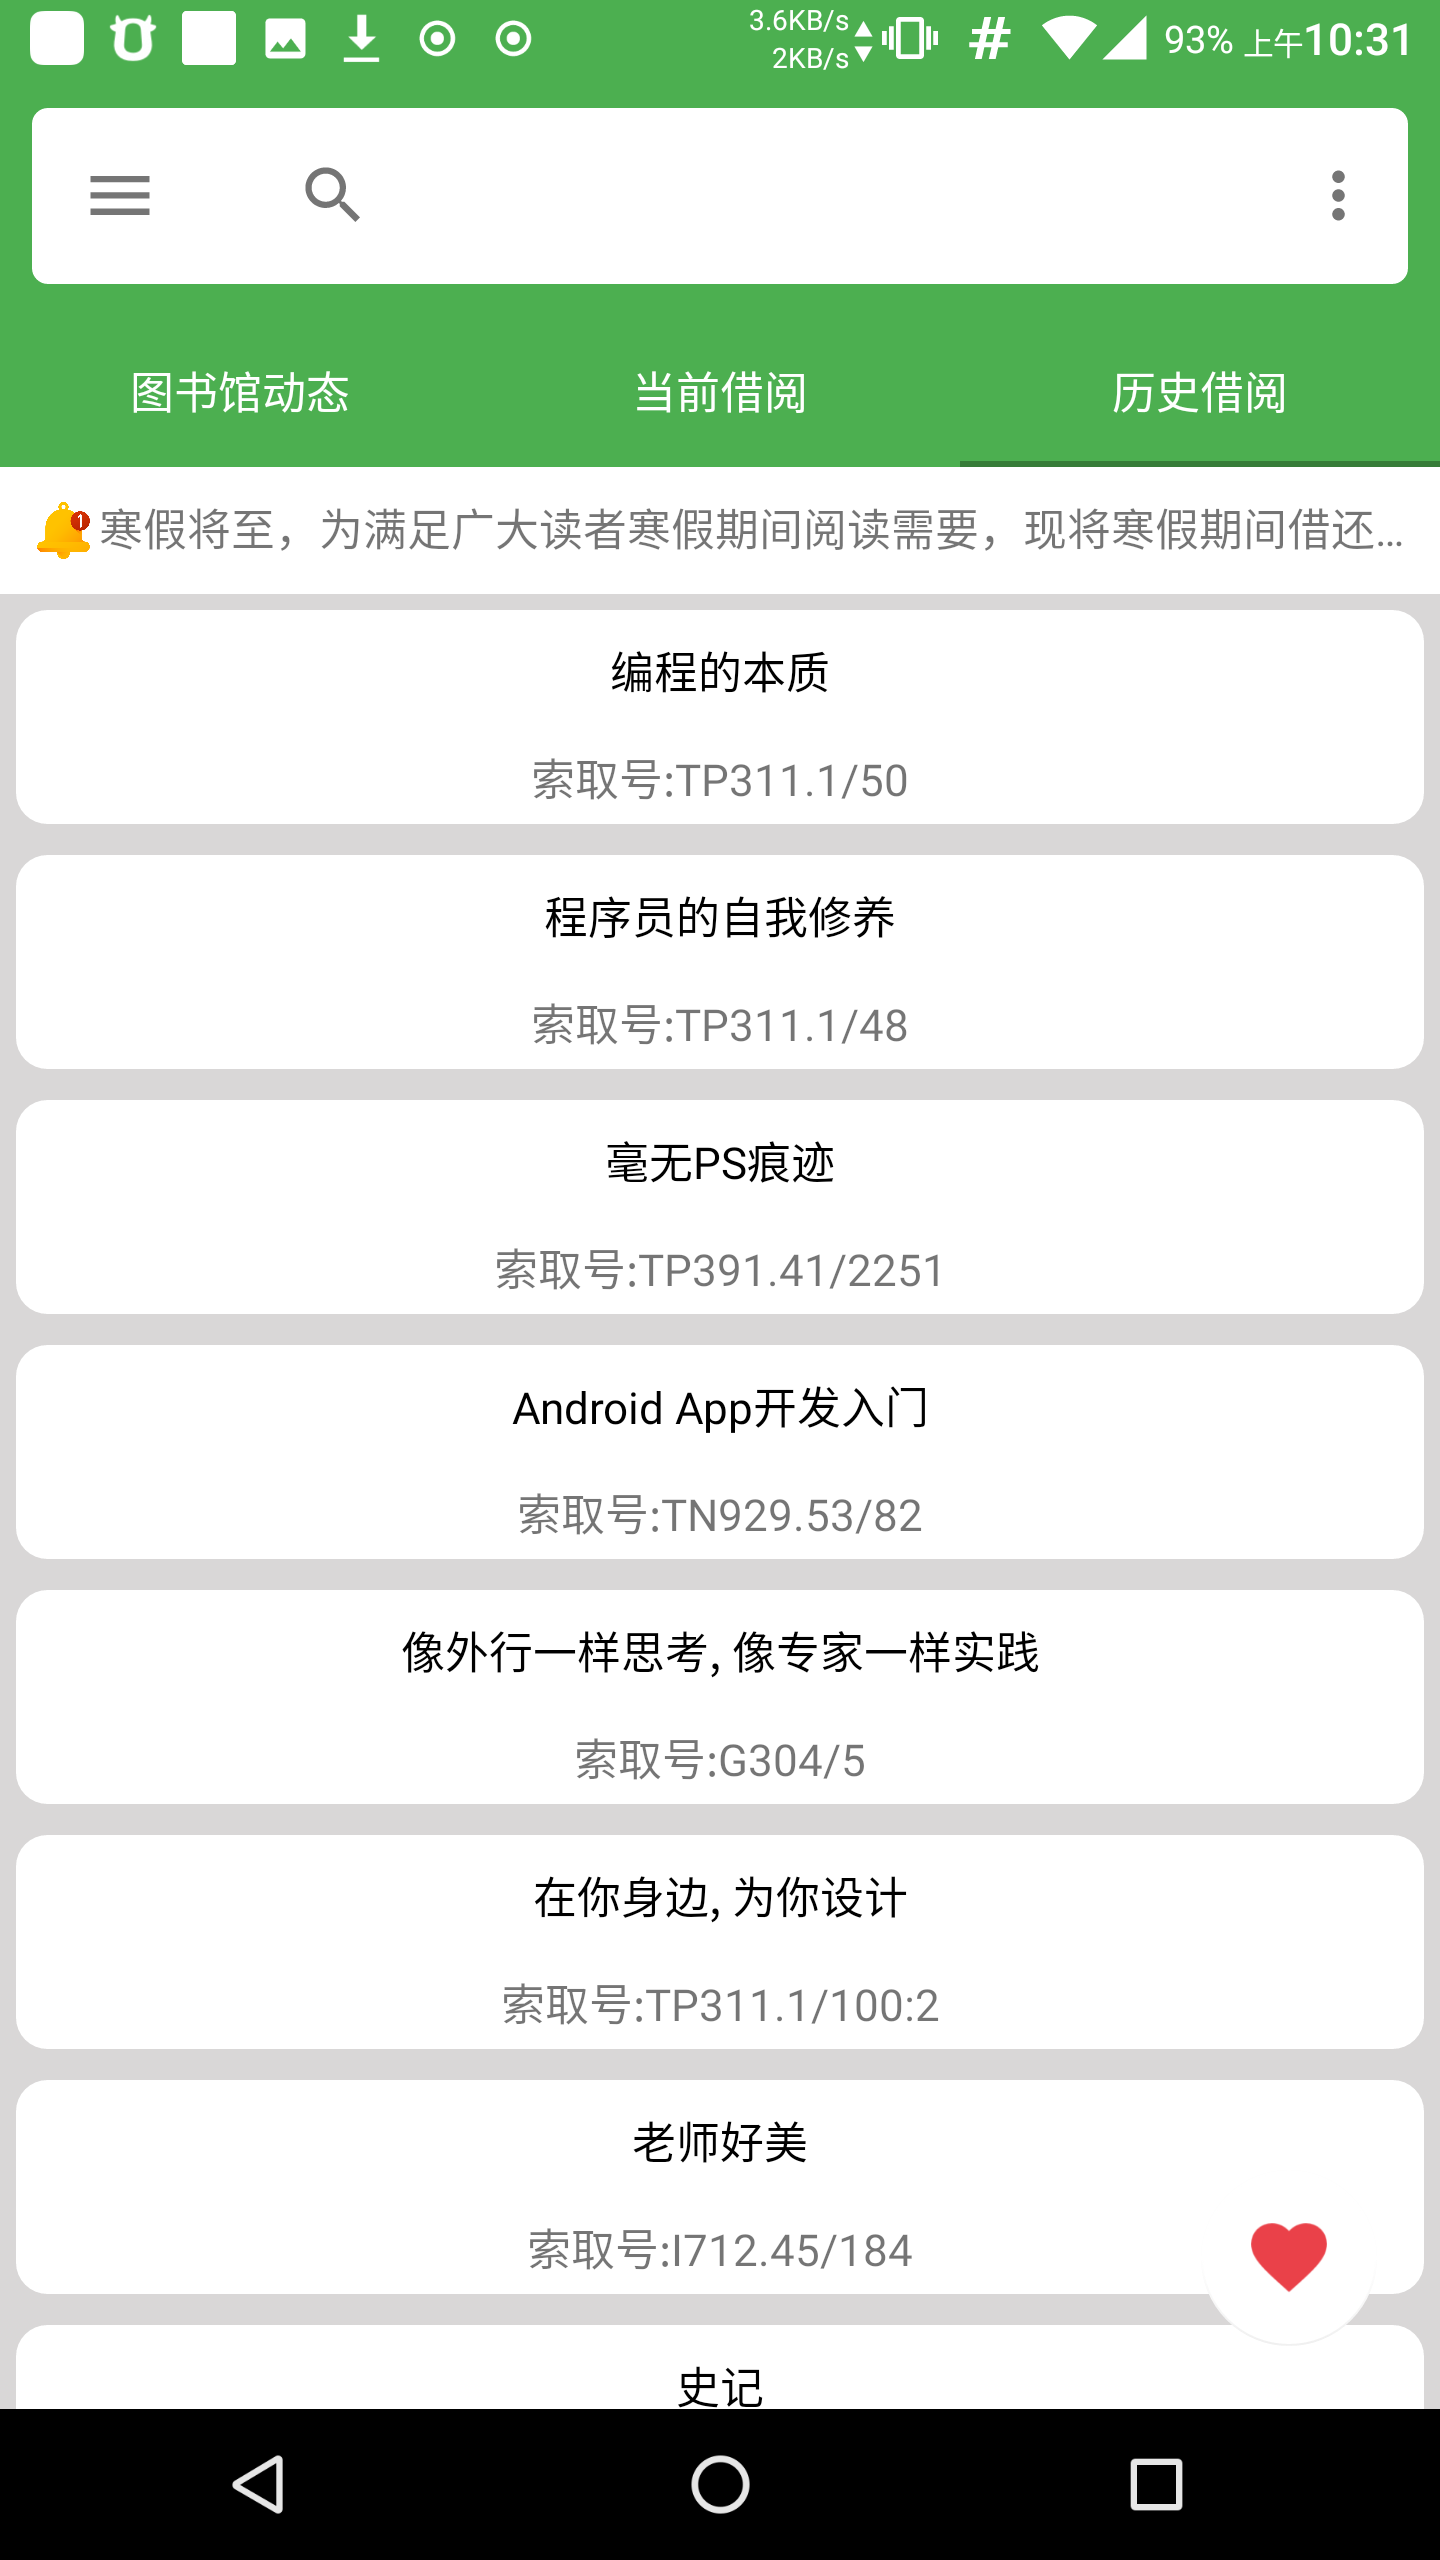 3.6KB/s
2KB/s
93% 上午10:31
图书馆动态 当前借阅 历史借阅
寒假将至，为满足广大读者寒假期间阅读需要，现将寒假期间借还...
编程的本质
索取号:TP311.1/50
程序员的自我修养
索取号:TP311.1/48
毫无PS痕迹
索取号:TP391.41/2251
Android App开发入门
索取号:TN929.53/82
像外行一样思考, 像专家一样实践
索取号:G304/5
在你身边, 为你设计
索取号:TP311.1/100:2
老师好美
索取号:I712.45/184
史记